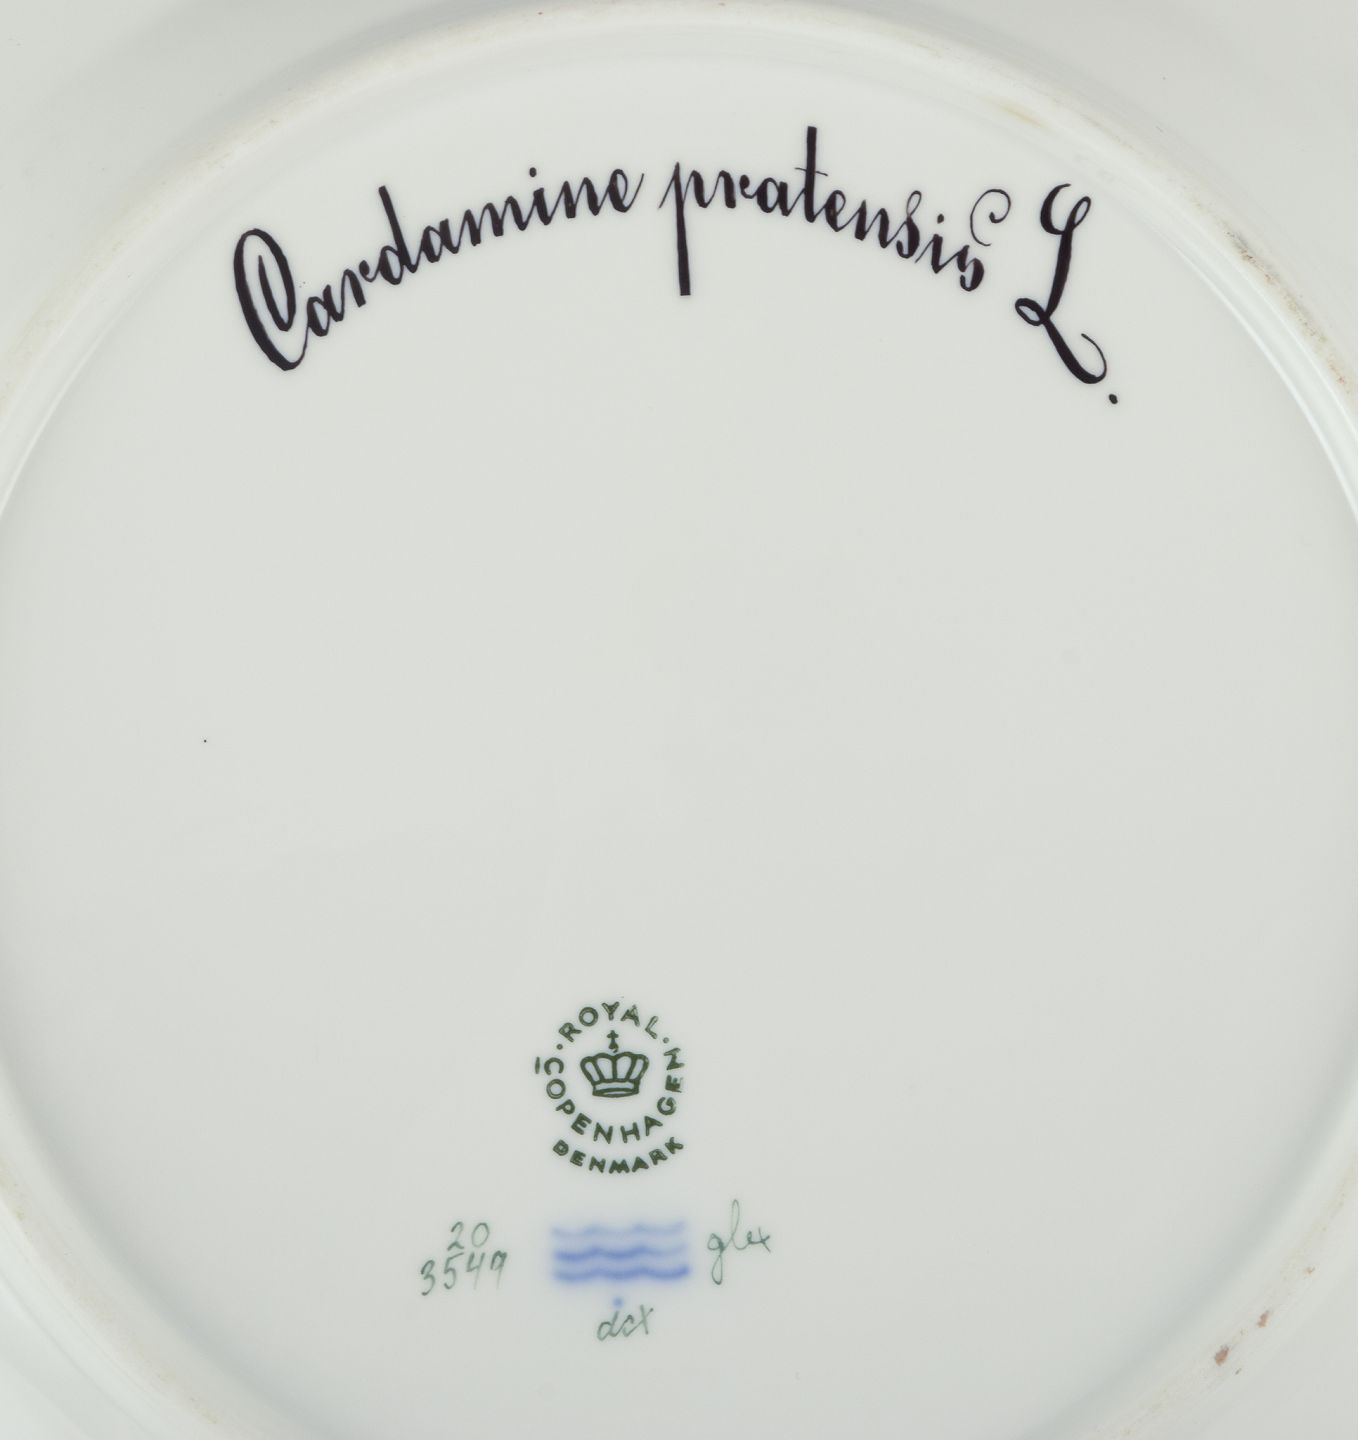 Cardamine pratensis L.
ROYAL
COPENHAGEN
DENMARK
20
3549